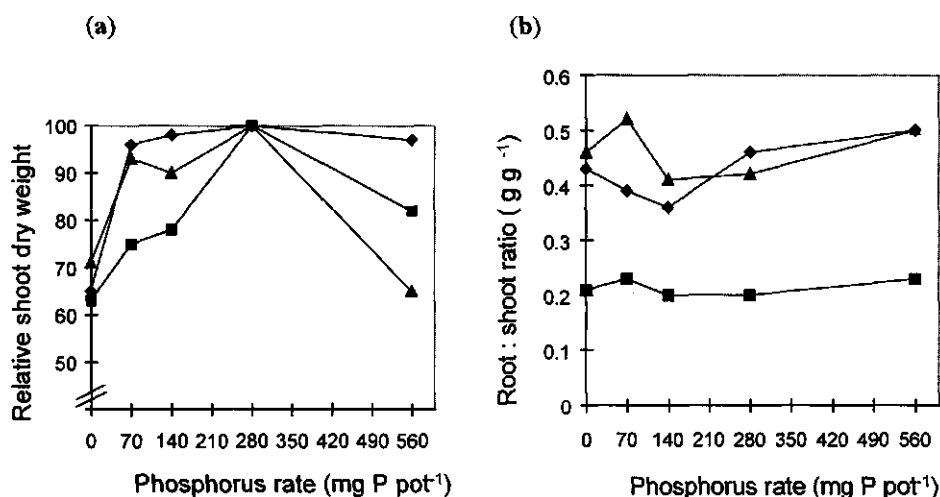 (a)
Relative shoot dry weight
100
90
80
70
60
50
0 70 140 210 280 350 420 490 560
Phosphorus rate (mg P pot⁻¹)
(b)
Root : shoot ratio ( g g ⁻¹)
0.6
0.5
0.4
0.3
0.2
0.1
0
0 70 140 210 280 350 420 490 560
Phosphorus rate (mg P pot⁻¹)